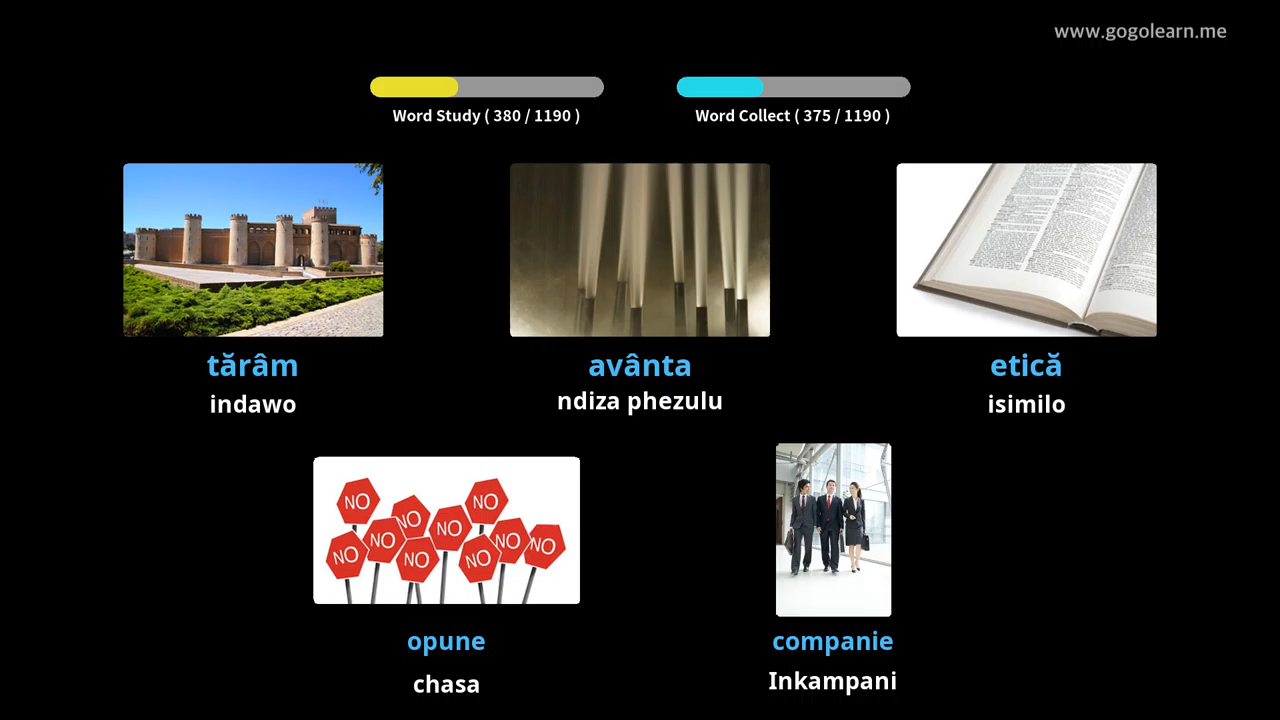 www.gogolearn.me
Word Study ( 380 / 1190 )
Word Collect ( 375 / 1190 )
tărâm
indawo
avânta
ndiza phezulu
etică
isimilo
NO
NO
NO
NO
NO
NO
NO
NO
NO
NO
opune
chasa
companie
Inkampani